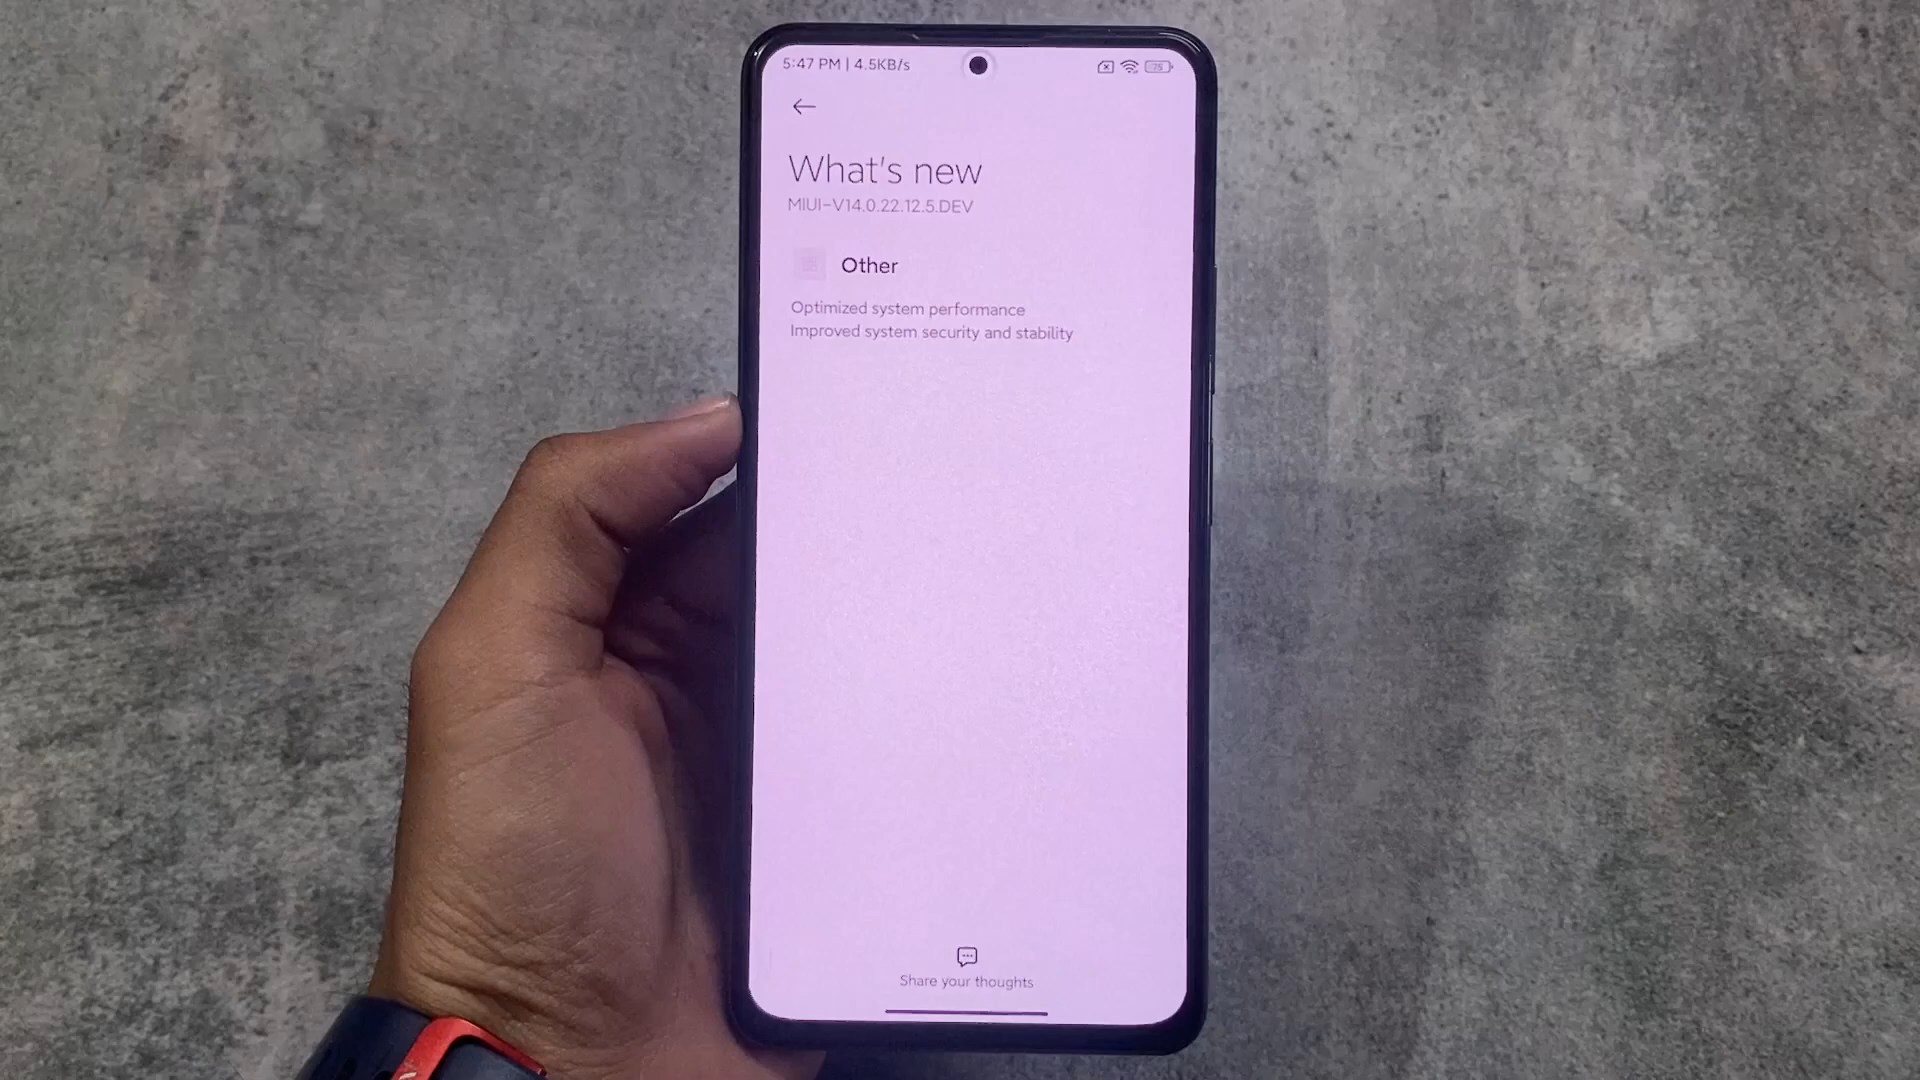 5:47 PM | 4.5KB/s
75
What's new
MIUI-V14.0.22.12.5.DEV
Other
Optimized system performance
Improved system security and stability
Share your thoughts